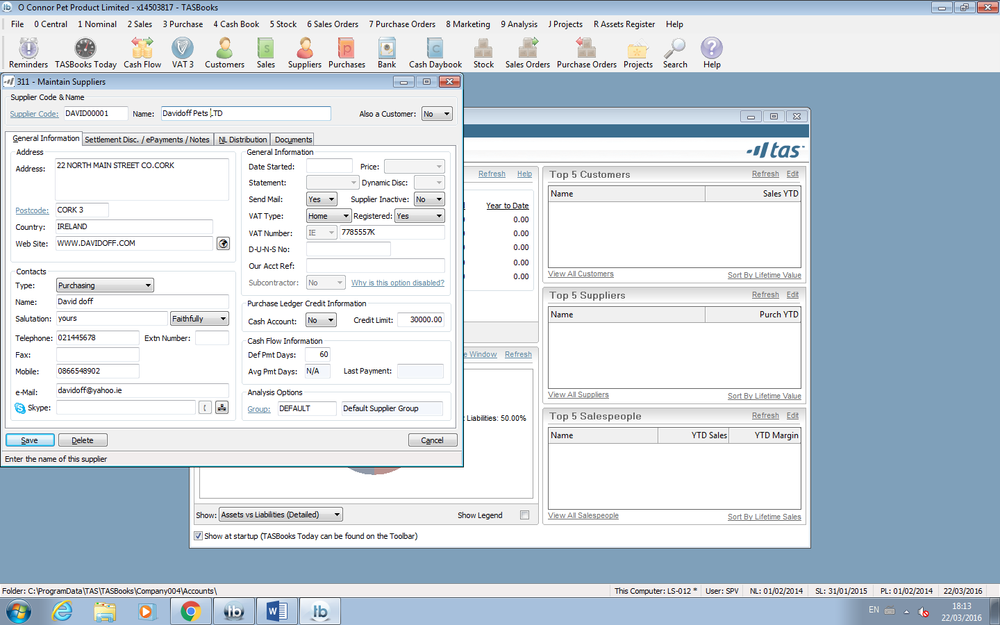 O Connor Pet Product Limited - x14503817 - TASBooks
File 0 Central 1 Nominal 2 Sales 3 Purchase 4 Cash Book 5 Stock 6 Sales Orders 7 Purchase Orders 8 Marketing 9 Analysis J Projects R Assets Register Help
Reminders TASBooks Today Cash Flow VAT 3 Customers Sales Suppliers Purchases Bank Cash Daybook Stock Sales Orders Purchase Orders Projects Search Help
311 - Maintain Suppliers
Supplier Code & Name
Supplier Code: DAVID00001 Name: Davidoff Pets LTD Also a Customer: No
General Information Settlement Disc. / ePayments / Notes NL Distribution Documents
Address
Address: 22 NORTH MAIN STREET CO.CORK
Postcode: CORK 3
Country: IRELAND
Web Site: WWW.DAVIDOFF.COM
Contacts
Type: Purchasing
Name: David doff
Salutation: yours Faithfully
Telephone: 021445678 Extn Number:
Fax:
Mobile: 0866548902
e-Mail: davidoff@yahoo.ie
Skype:
General Information
Date Started: Price:
Statement: Dynamic Disc:
Send Mail: Yes Supplier Inactive: No
VAT Type: Home Registered: Yes
VAT Number: IE 7785557K
D-U-N-S No:
Our Acct Ref:
Subcontractor: No Why is this option disabled?
Purchase Ledger Credit Information
Cash Account: No Credit Limit: 30000.00
Cash Flow Information
Def Pmt Days: 60
Avg Pmt Days: N/A Last Payment:
Analysis Options
Group: DEFAULT Default Supplier Group
Save Delete Cancel
Enter the name of this supplier
tas
Refresh Help
Year to Date
0.00
0.00
0.00
0.00
0.00
Window Refresh
Liabilities: 50.00%
Top 5 Customers Refresh Edit
Name Sales YTD
View All Customers Sort By Lifetime Value
Top 5 Suppliers Refresh Edit
Name Purch YTD
View All Suppliers Sort By Lifetime Value
Top 5 Salespeople Refresh Edit
Name YTD Sales YTD Margin
View All Salespeople Sort By Lifetime Sales
Show: Assets vs Liabilities (Detailed) Show Legend
Show at startup (TASBooks Today can be found on the Toolbar)
Folder: C:\ProgramData\TAS\TASBooks\Company004\Accounts\ This Computer: LS-012 * User: SPV NL: 01/02/2014 SL: 31/01/2015 PL: 01/02/2014 22/03/2016
EN 18:13
22/03/2016